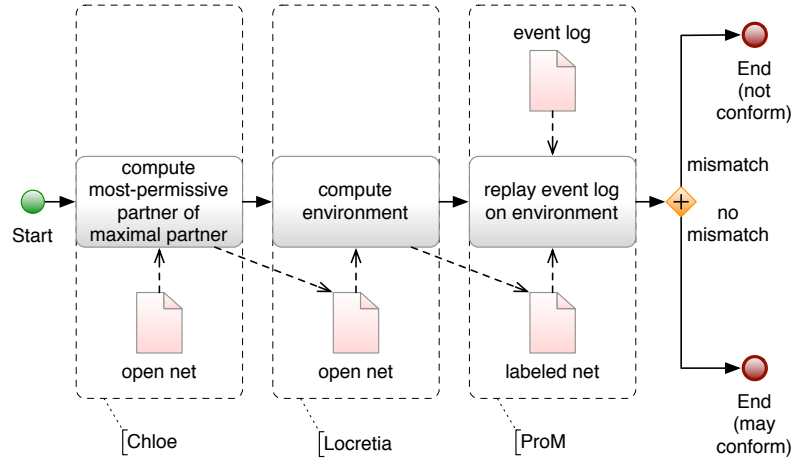 event log
End
(not
conform)
compute
most-permissive
partner of
maximal partner
compute
environment
replay event log
on environment
mismatch
no
mismatch
Start
open net
open net
labeled net
End
(may
conform)
Chloe
Locretia
ProM